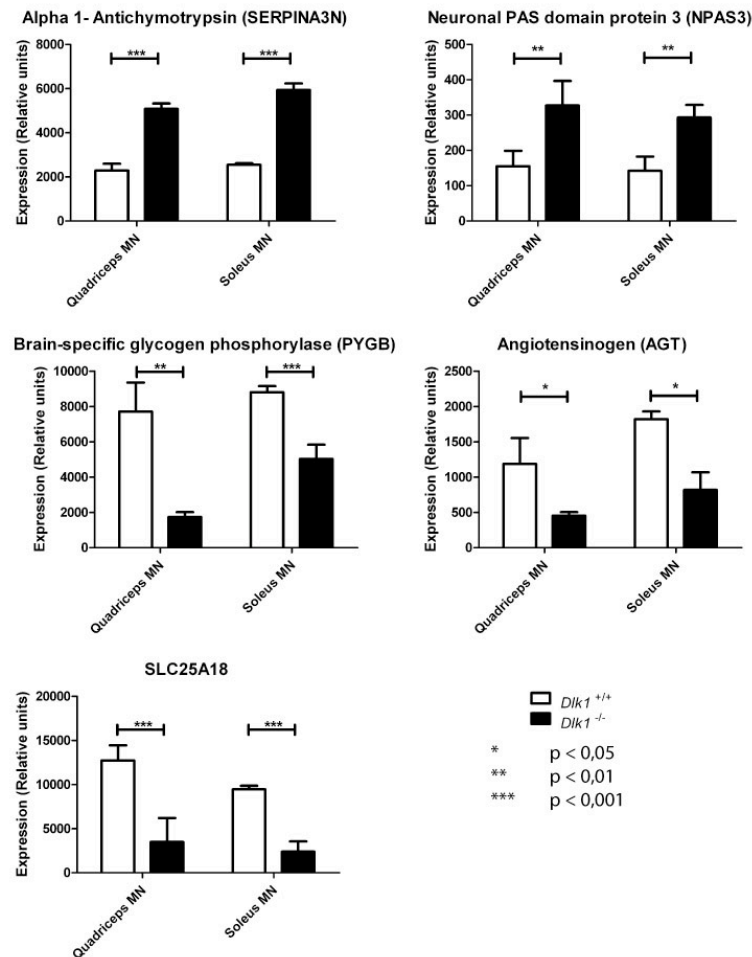 Alpha 1- Antichymotrypsin (SERPINA3N)
Expression (Relative units)
8000
6000
4000
2000
0
***
***
Quadriceps MN
Soleus MN
Neuronal PAS domain protein 3 (NPAS3)
Expression (Relative units)
500
400
300
200
100
0
**
**
Quadriceps MN
Soleus MN
Brain-specific glycogen phosphorylase (PYGB)
Expression (Relative units)
10000
8000
6000
4000
2000
0
**
***
Quadriceps MN
Soleus MN
Angiotensinogen (AGT)
Expression (Relative units)
2500
2000
1500
1000
500
0
*
*
Quadriceps MN
Soleus MN
SLC25A18
Expression (Relative units)
20000
15000
10000
5000
0
***
***
Quadriceps MN
Soleus MN
Dlk1 +/+
Dlk1 -/-
* p < 0,05
** p < 0,01
*** p < 0,001